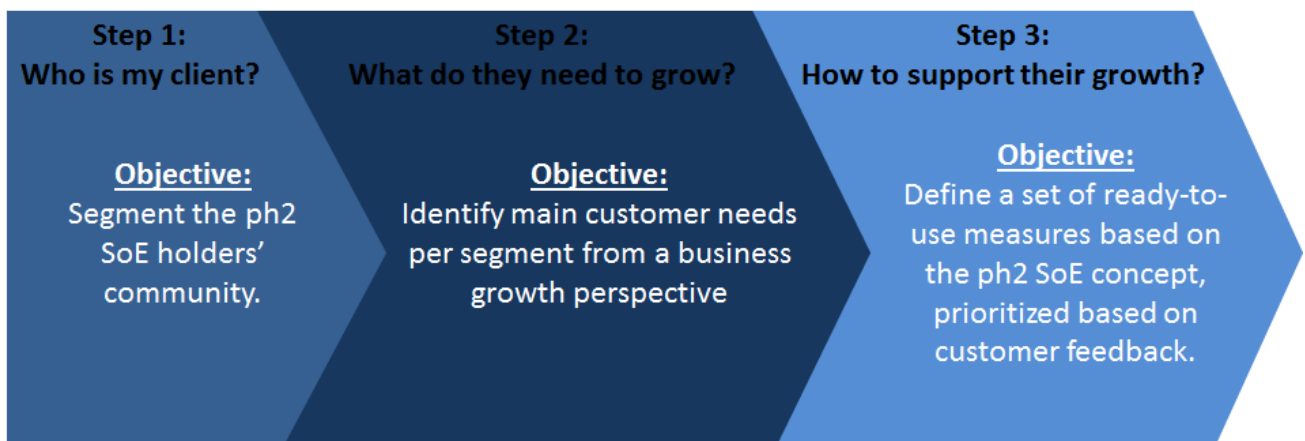 Step 1:
Who is my client?
Objective:
Segment the ph2
SoE holders’
community.
Step 2:
What do they need to grow?
Objective:
Identify main customer needs
per segment from a business
growth perspective
Step 3:
How to support their growth?
Objective:
Define a set of ready-to-
use measures based on
the ph2 SoE concept,
prioritized based on
customer feedback.